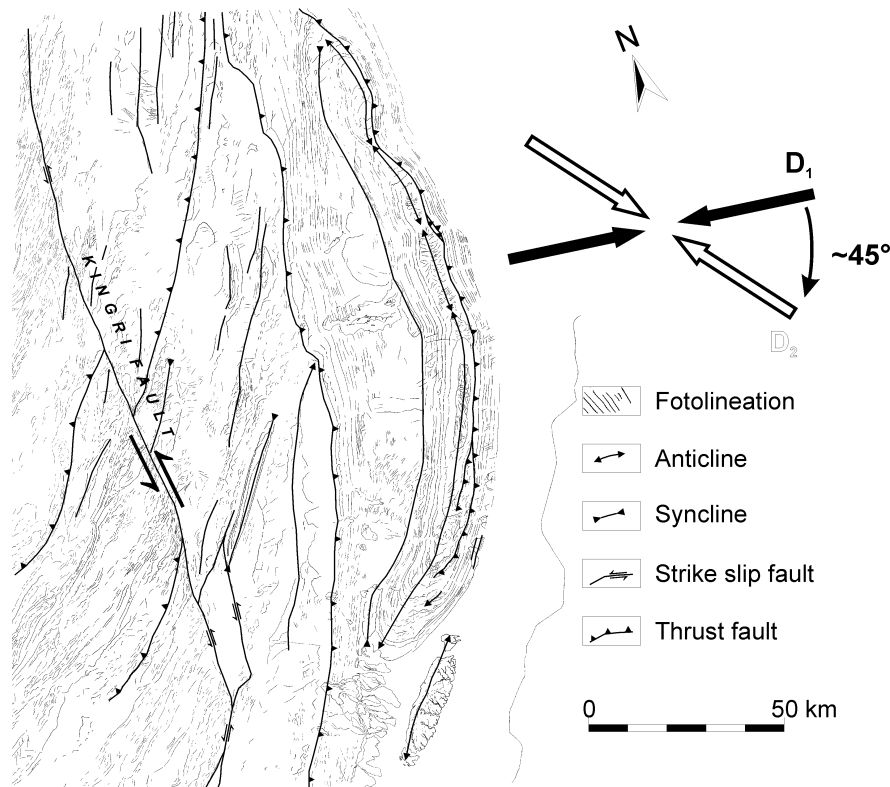 N
D1
~45°
D2
KINGRI FAULT
Fotolineation
Anticline
Syncline
Strike slip fault
Thrust fault
0 50 km